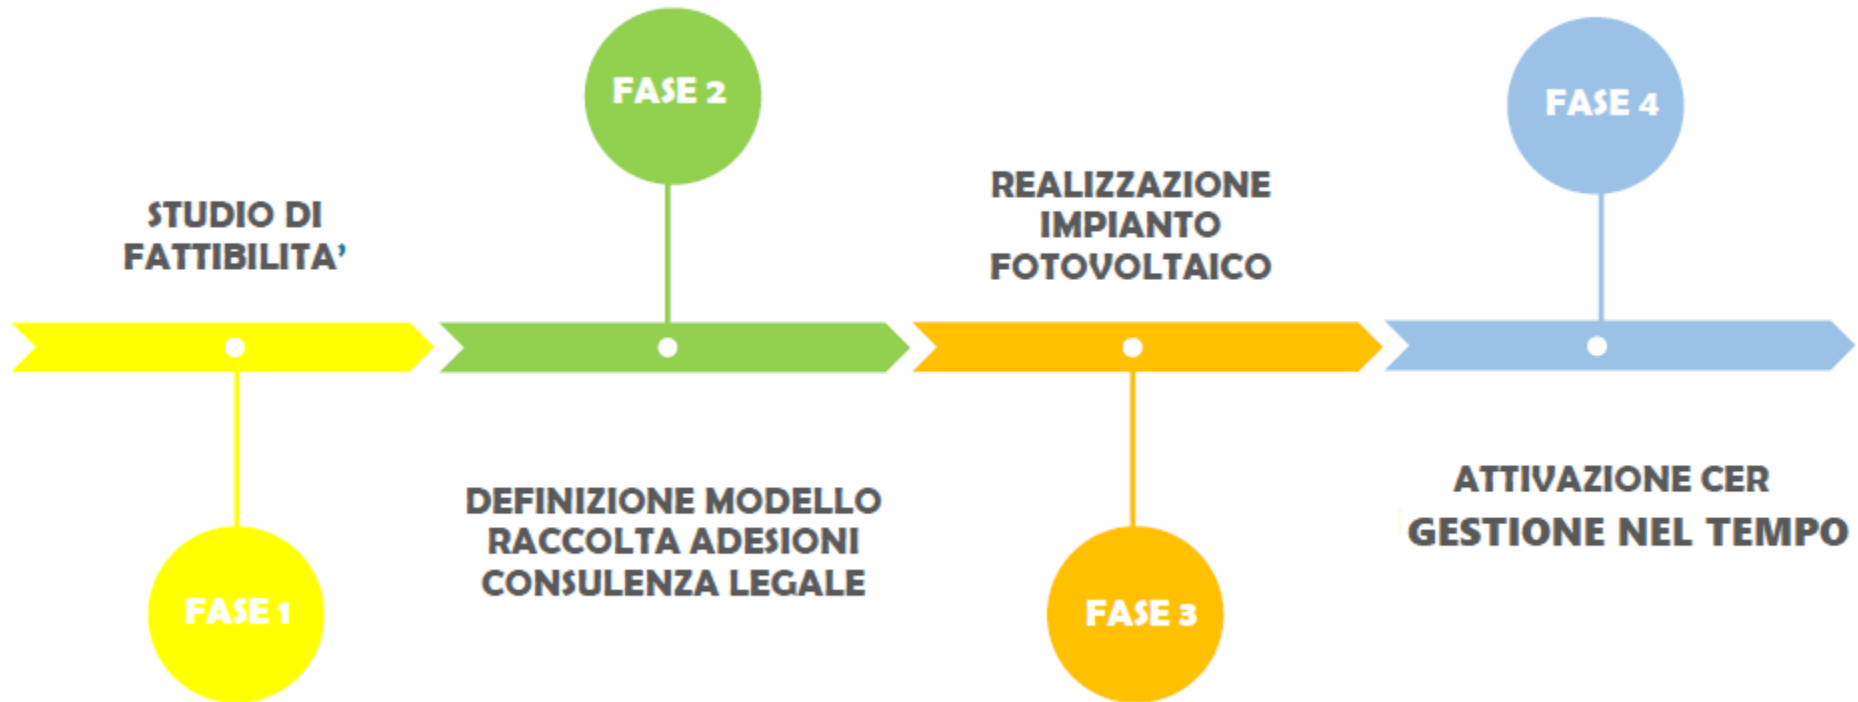 FASE 1
STUDIO DI
FATTIBILITA’
FASE 2
DEFINIZIONE MODELLO
RACCOLTA ADESIONI
CONSULENZA LEGALE
FASE 3
REALIZZAZIONE
IMPIANTO
FOTOVOLTAICO
FASE 4
ATTIVAZIONE CER
GESTIONE NEL TEMPO